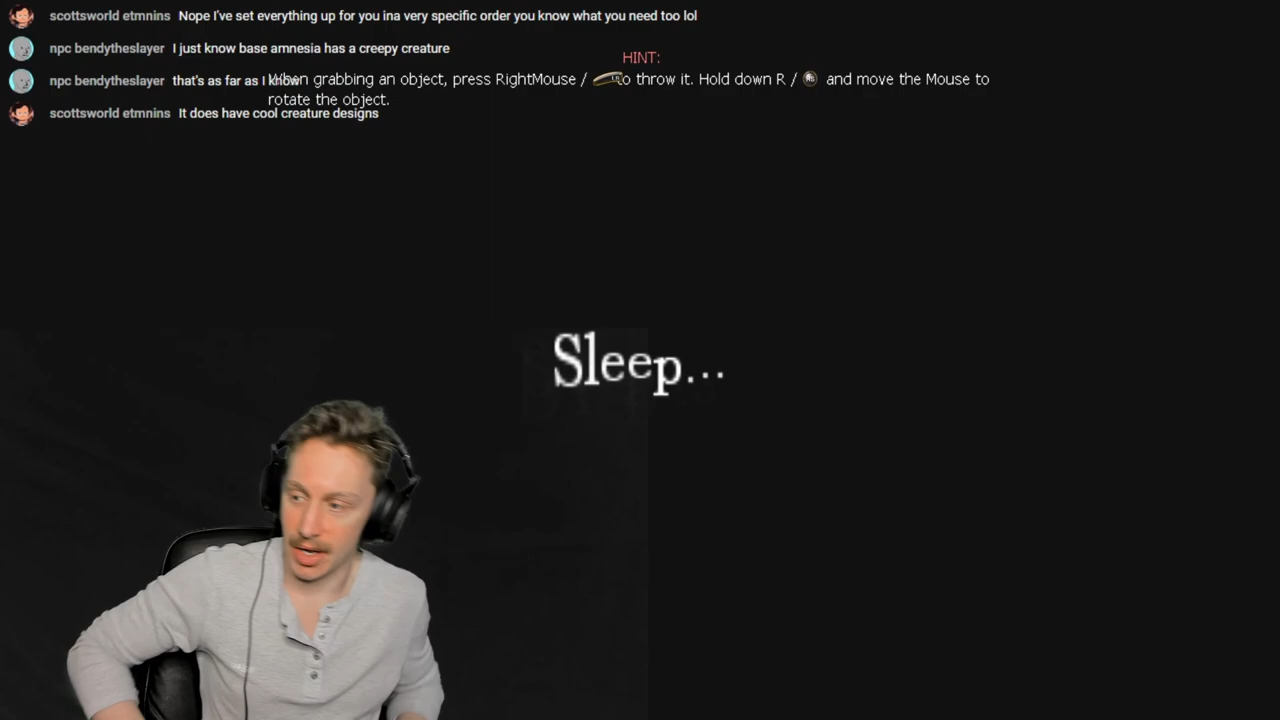 scottsworld etmnins Nope I've set everything up for you ina very specific order you know what you need too lol
npc bendytheslayer I just know base amnesia has a creepy creature
HINT:
npc bendytheslayer that's as far as I know
When grabbing an object, press RightMouse / to throw it. Hold down R / and move the Mouse to
rotate the object.
scottsworld etmnins It does have cool creature designs
Sleep...